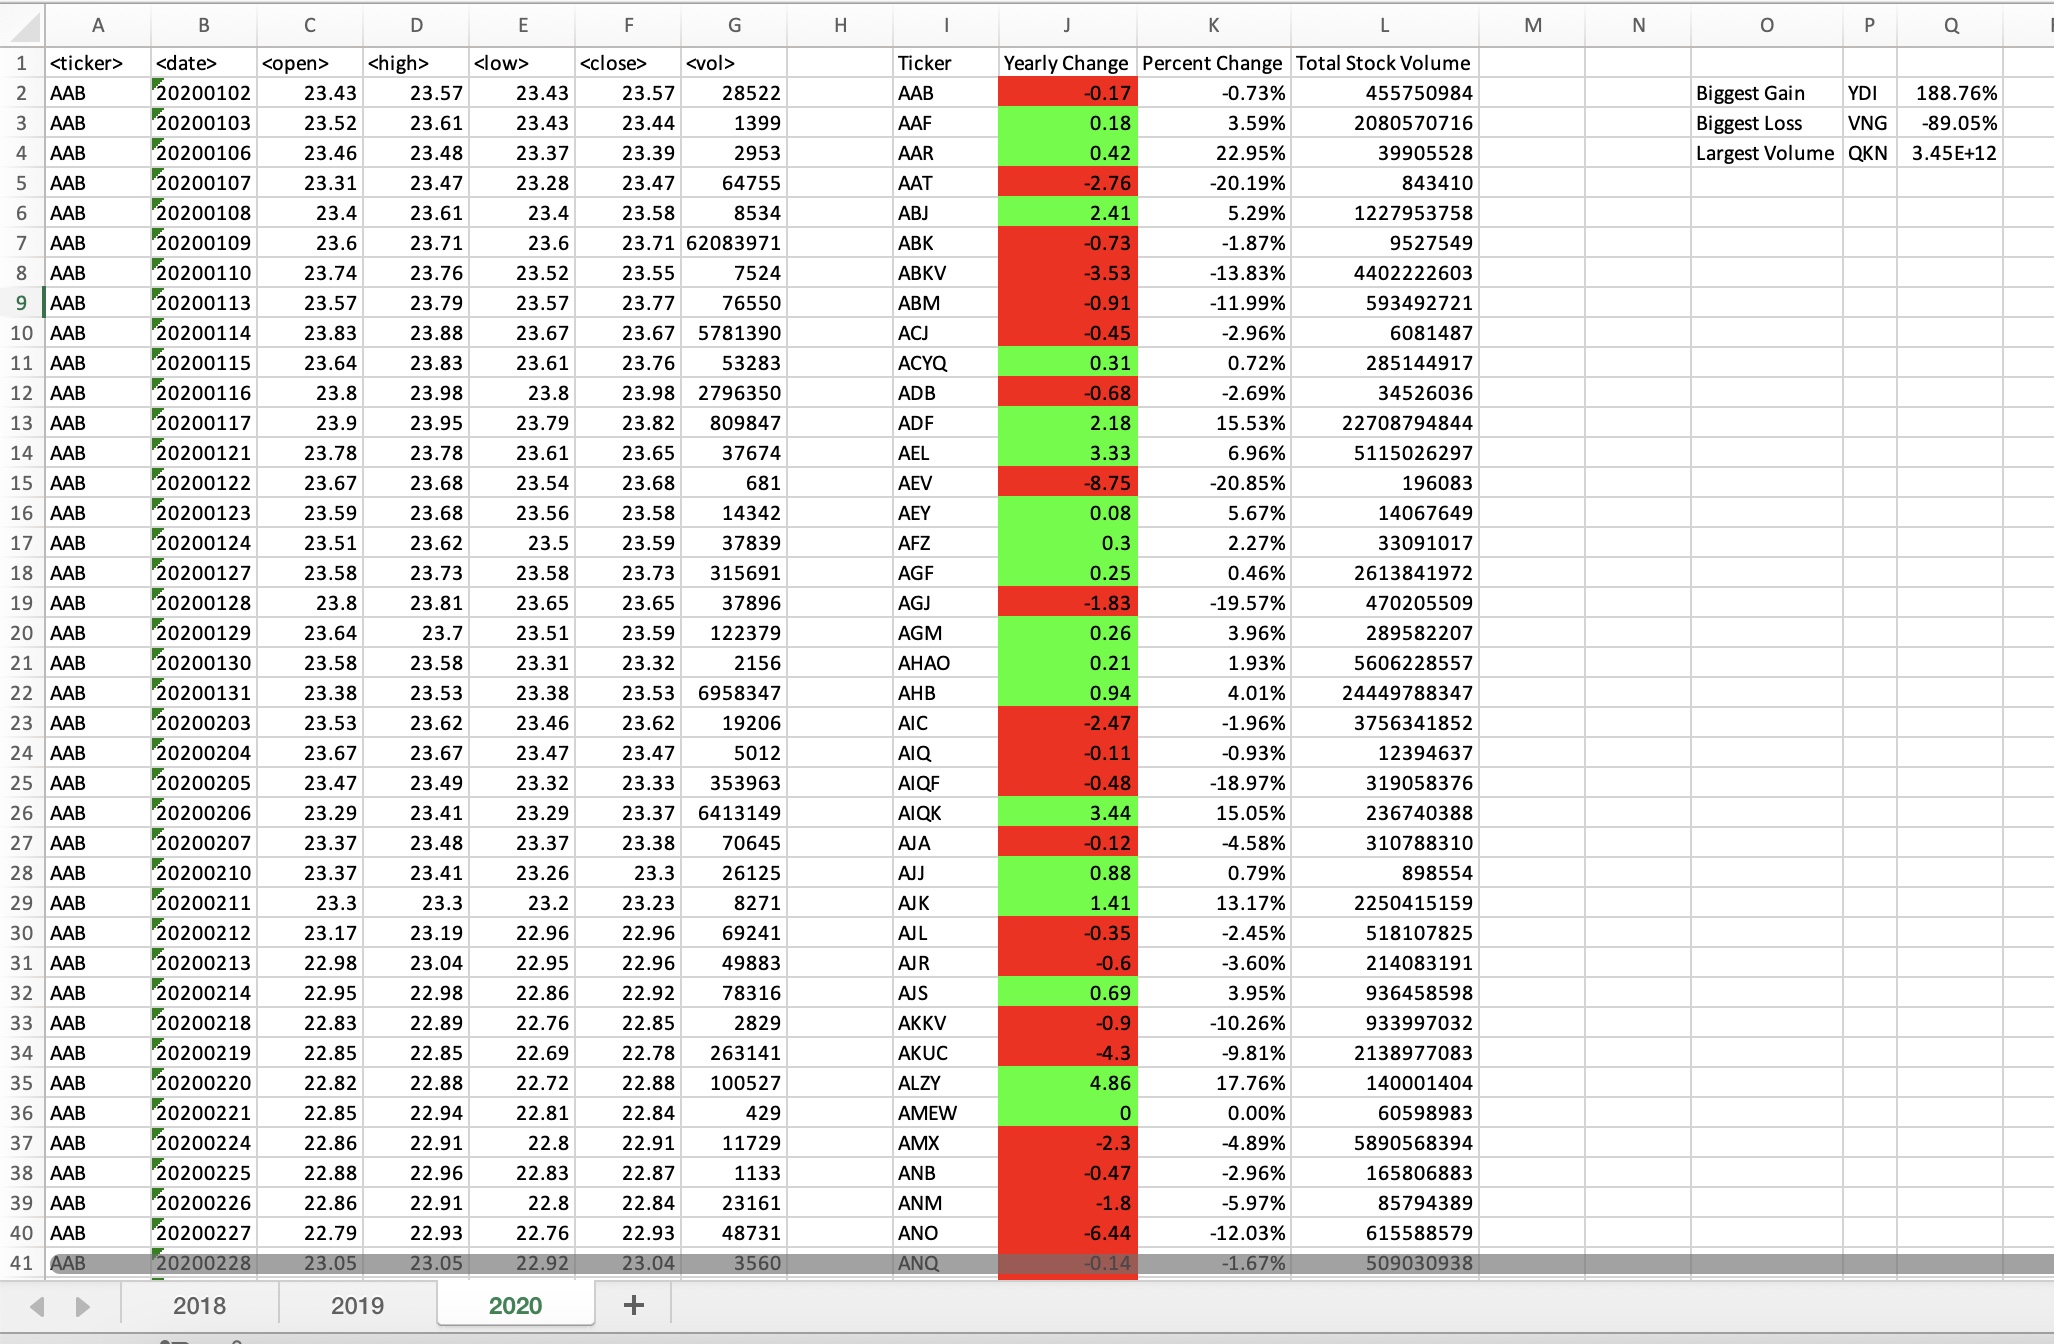 A B C D E F G H I J K L M N O P Q
1 <ticker> <date> <open> <high> <low> <close> <vol> Ticker Yearly Change Percent Change Total Stock Volume
2 AAB 20200102 23.43 23.57 23.43 23.57 28522 AAB -0.17 -0.73% 455750984 Biggest Gain YDI 188.76%
3 AAB 20200103 23.52 23.61 23.43 23.44 1399 AAF 0.18 3.59% 2080570716 Biggest Loss VNG -89.05%
4 AAB 20200106 23.46 23.48 23.37 23.39 2953 AAR 0.42 22.95% 39905528 Largest Volume QKN 3.45E+12
5 AAB 20200107 23.31 23.47 23.28 23.47 64755 AAT -2.76 -20.19% 843410
6 AAB 20200108 23.4 23.61 23.4 23.58 8534 ABJ 2.41 5.29% 1227953758
7 AAB 20200109 23.6 23.71 23.6 23.71 62083971 ABK -0.73 -1.87% 9527549
8 AAB 20200110 23.74 23.76 23.52 23.55 7524 ABKV -3.53 -13.83% 4402222603
9 AAB 20200113 23.57 23.79 23.57 23.77 76550 ABM -0.91 -11.99% 593492721
10 AAB 20200114 23.83 23.88 23.67 23.67 5781390 ACJ -0.45 -2.96% 6081487
11 AAB 20200115 23.64 23.83 23.61 23.76 53283 ACYQ 0.31 0.72% 285144917
12 AAB 20200116 23.8 23.98 23.8 23.98 2796350 ADB -0.68 -2.69% 34526036
13 AAB 20200117 23.9 23.95 23.79 23.82 809847 ADF 2.18 15.53% 22708794844
14 AAB 20200121 23.78 23.78 23.61 23.65 37674 AEL 3.33 6.96% 5115026297
15 AAB 20200122 23.67 23.68 23.54 23.68 681 AEV -8.75 -20.85% 196083
16 AAB 20200123 23.59 23.68 23.56 23.58 14342 AEY 0.08 5.67% 14067649
17 AAB 20200124 23.51 23.62 23.5 23.59 37839 AFZ 0.3 2.27% 33091017
18 AAB 20200127 23.58 23.73 23.58 23.73 315691 AGF 0.25 0.46% 2613841972
19 AAB 20200128 23.8 23.81 23.65 23.65 37896 AGJ -1.83 -19.57% 470205509
20 AAB 20200129 23.64 23.7 23.51 23.59 122379 AGM 0.26 3.96% 289582207
21 AAB 20200130 23.58 23.58 23.31 23.32 2156 AHAO 0.21 1.93% 5606228557
22 AAB 20200131 23.38 23.53 23.38 23.53 6958347 AHB 0.94 4.01% 24449788347
23 AAB 20200203 23.53 23.62 23.46 23.62 19206 AIC -2.47 -1.96% 3756341852
24 AAB 20200204 23.67 23.67 23.47 23.47 5012 AIQ -0.11 -0.93% 12394637
25 AAB 20200205 23.47 23.49 23.32 23.33 353963 AIQF -0.48 -18.97% 319058376
26 AAB 20200206 23.29 23.41 23.29 23.37 6413149 AIQK 3.44 15.05% 236740388
27 AAB 20200207 23.37 23.48 23.37 23.38 70645 AJA -0.12 -4.58% 310788310
28 AAB 20200210 23.37 23.41 23.26 23.3 26125 AJJ 0.88 0.79% 898554
29 AAB 20200211 23.3 23.3 23.2 23.23 8271 AJK 1.41 13.17% 2250415159
30 AAB 20200212 23.17 23.19 22.96 22.96 69241 AJL -0.35 -2.45% 518107825
31 AAB 20200213 22.98 23.04 22.95 22.96 49883 AJR -0.6 -3.60% 214083191
32 AAB 20200214 22.95 22.98 22.86 22.92 78316 AJS 0.69 3.95% 936458598
33 AAB 20200218 22.83 22.89 22.76 22.85 2829 AKKV -0.9 -10.26% 933997032
34 AAB 20200219 22.85 22.85 22.69 22.78 263141 AKUC -4.3 -9.81% 2138977083
35 AAB 20200220 22.82 22.88 22.72 22.88 100527 ALZY 4.86 17.76% 140001404
36 AAB 20200221 22.85 22.94 22.81 22.84 429 AMEW 0 0.00% 60598983
37 AAB 20200224 22.86 22.91 22.8 22.91 11729 AMX -2.3 -4.89% 5890568394
38 AAB 20200225 22.88 22.96 22.83 22.87 1133 ANB -0.47 -2.96% 165806883
39 AAB 20200226 22.86 22.91 22.8 22.84 23161 ANM -1.8 -5.97% 85794389
40 AAB 20200227 22.79 22.93 22.76 22.93 48731 ANO -6.44 -12.03% 615588579
41 AAB 20200228 23.05 23.05 22.92 23.04 3560 ANQ -0.14 -1.67% 509030938
2018 2019 2020 +